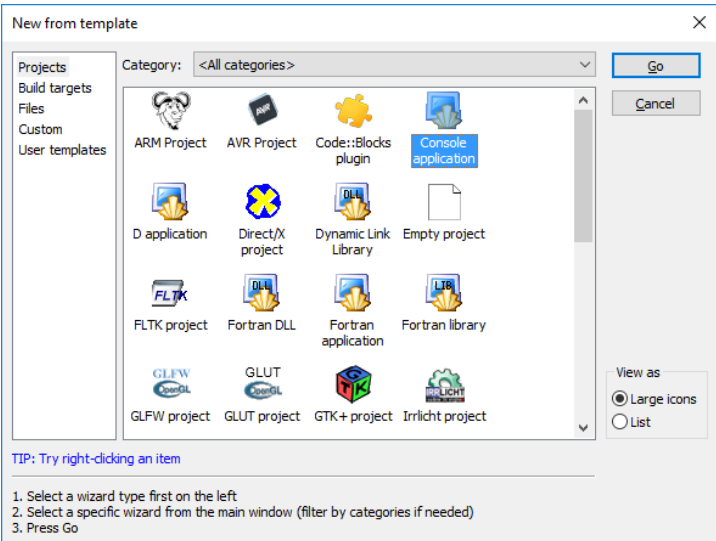 New from template
Projects
Build targets
Files
Custom
User templates
Category: <All categories>
Go
Cancel
ARM Project
AVR
AVR Project
Code::Blocks
plugin
Console
application
D application
Direct/X
project
DLL
Dynamic Link
Library
Empty project
FLTK
FLTK project
DLL
Fortran DLL
Fortran
application
LIB
Fortran library
GLFW
OpenGL
GLFW project
GLUT
OpenGL
GLUT project
GTK
GTK+ project
IRRLICHT
Irrlicht project
View as
Large icons
List
TIP: Try right-clicking an item
1. Select a wizard type first on the left
2. Select a specific wizard from the main window (filter by categories if needed)
3. Press Go